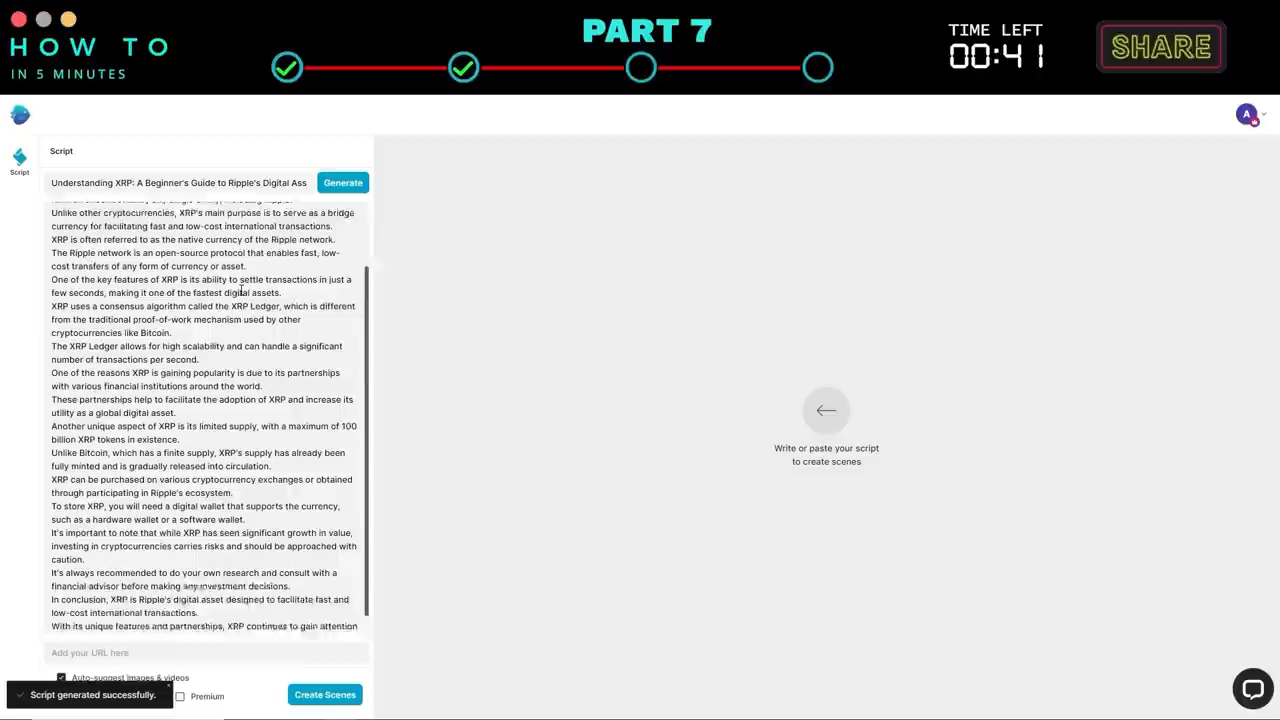 PART 7
HOW TO
IN 5 MINUTES
TIME LEFT
00:41
SHARE
A
Script
Script
Understanding XRP: A Beginner's Guide to Ripple's Digital Ass
Generate
Unlike other cryptocurrencies, XRP's main purpose is to serve as a bridge
currency for facilitating fast and low-cost international transactions.
XRP is often referred to as the native currency of the Ripple network.
The Ripple network is an open-source protocol that enables fast, low-
cost transfers of any form of currency or asset.
One of the key features of XRP is its ability to settle transactions in just a
few seconds, making it one of the fastest digital assets.
XRP uses a consensus algorithm called the XRP Ledger, which is different
from the traditional proof-of-work mechanism used by other
cryptocurrencies like Bitcoin.
The XRP Ledger allows for high scalability and can handle a significant
number of transactions per second.
One of the reasons XRP is gaining popularity is due to its partnerships
with various financial institutions around the world.
These partnerships help to facilitate the adoption of XRP and increase its
utility as a global digital asset.
Another unique aspect of XRP is its limited supply, with a maximum of 100
billion XRP tokens in existence.
Unlike Bitcoin, which has a finite supply, XRP's supply has already been
fully minted and is gradually released into circulation.
XRP can be purchased on various cryptocurrency exchanges or obtained
through participating in Ripple's ecosystem.
To store XRP, you will need a digital wallet that supports the currency,
such as a hardware wallet or a software wallet.
It's important to note that while XRP has seen significant growth in value,
investing in cryptocurrencies carries risks and should be approached with
caution.
It's always recommended to do your own research and consult with a
financial advisor before making any investment decisions.
In conclusion, XRP is Ripple's digital asset designed to facilitate fast and
low-cost international transactions.
With its unique features and partnerships, XRP continues to gain attention
Add your URL here
Auto-suggest images & videos
Script generated successfully.
Premium
Create Scenes
Write or paste your script
to create scenes